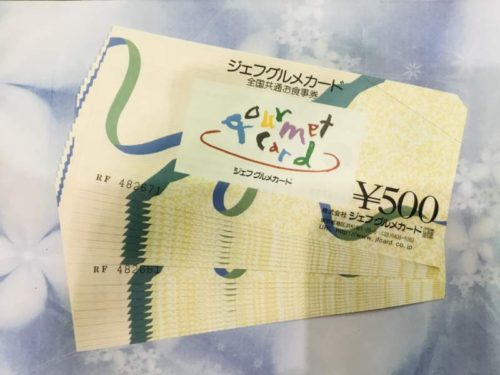 ジェフグルメカード
全国共通お食事券
gourmet
card
ジェフグルメカード
RF 482671
¥500
株式会社 ジェフグルメカード
RF 482681